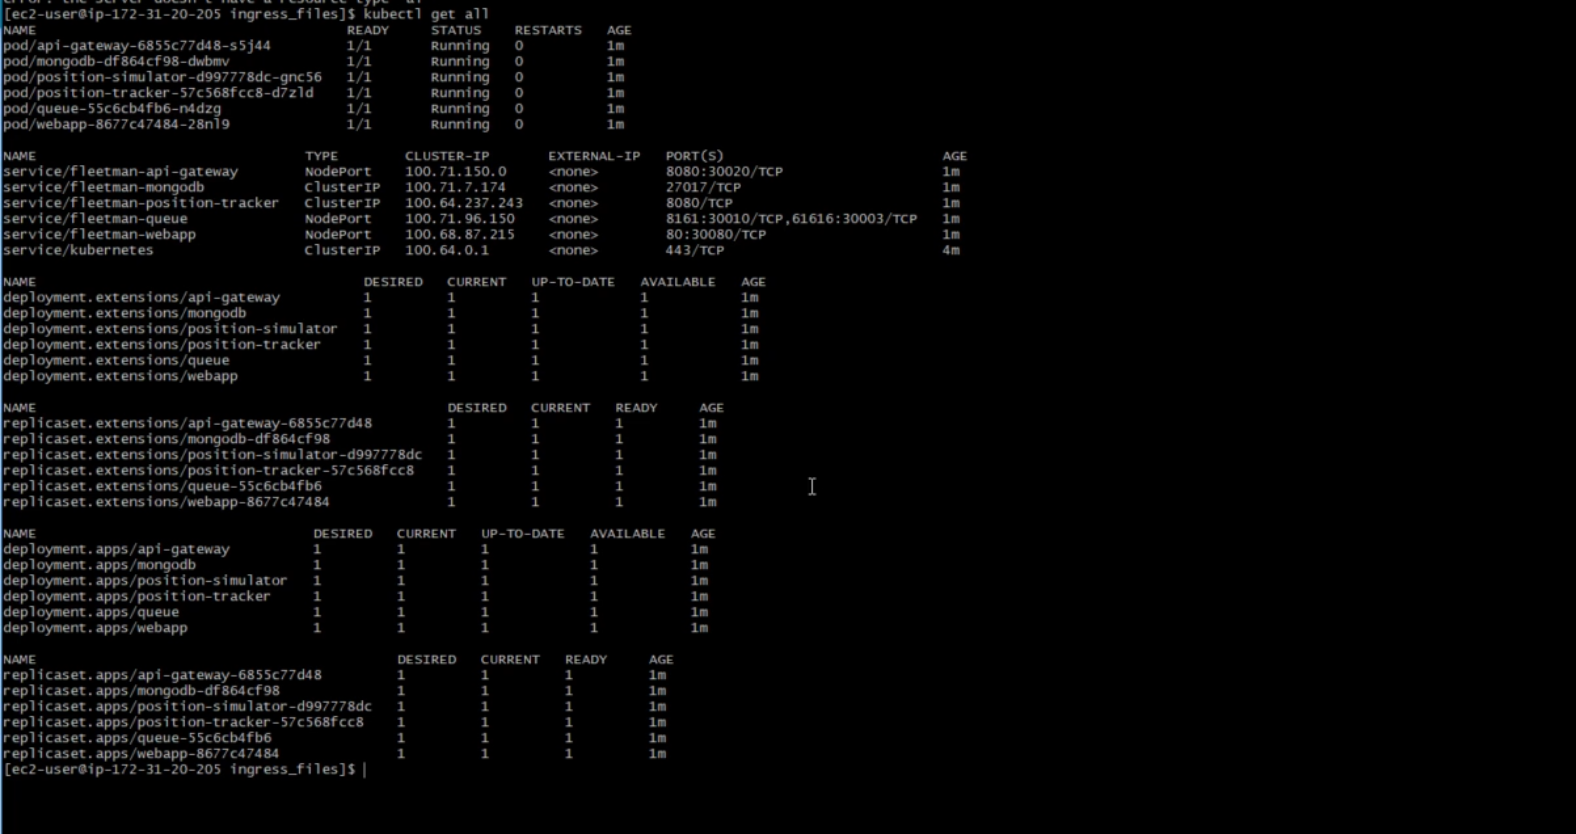 error: the server doesn't have a resource type "al"
[ec2-user@ip-172-31-20-205 ingress_files]$ kubectl get all
NAME READY STATUS RESTARTS AGE
pod/api-gateway-6855c77d48-s5j44 1/1 Running 0 1m
pod/mongodb-df864cf98-dwbmv 1/1 Running 0 1m
pod/position-simulator-d997778dc-gnc56 1/1 Running 0 1m
pod/position-tracker-57c568fcc8-d7zld 1/1 Running 0 1m
pod/queue-55c6cb4fb6-n4dzg 1/1 Running 0 1m
pod/webapp-8677c47484-28nl9 1/1 Running 0 1m
NAME TYPE CLUSTER-IP EXTERNAL-IP PORT(S) AGE
service/fleetman-api-gateway NodePort 100.71.150.0 <none> 8080:30020/TCP 1m
service/fleetman-mongodb ClusterIP 100.71.7.174 <none> 27017/TCP 1m
service/fleetman-position-tracker ClusterIP 100.64.237.243 <none> 8080/TCP 1m
service/fleetman-queue NodePort 100.71.96.150 <none> 8161:30010/TCP,61616:30003/TCP 1m
service/fleetman-webapp NodePort 100.68.87.215 <none> 80:30080/TCP 1m
service/kubernetes ClusterIP 100.64.0.1 <none> 443/TCP 4m
NAME DESIRED CURRENT UP-TO-DATE AVAILABLE AGE
deployment.extensions/api-gateway 1 1 1 1 1m
deployment.extensions/mongodb 1 1 1 1 1m
deployment.extensions/position-simulator 1 1 1 1 1m
deployment.extensions/position-tracker 1 1 1 1 1m
deployment.extensions/queue 1 1 1 1 1m
deployment.extensions/webapp 1 1 1 1 1m
NAME DESIRED CURRENT READY AGE
replicaset.extensions/api-gateway-6855c77d48 1 1 1 1m
replicaset.extensions/mongodb-df864cf98 1 1 1 1m
replicaset.extensions/position-simulator-d997778dc 1 1 1 1m
replicaset.extensions/position-tracker-57c568fcc8 1 1 1 1m
replicaset.extensions/queue-55c6cb4fb6 1 1 1 1m
replicaset.extensions/webapp-8677c47484 1 1 1 1m
NAME DESIRED CURRENT UP-TO-DATE AVAILABLE AGE
deployment.apps/api-gateway 1 1 1 1 1m
deployment.apps/mongodb 1 1 1 1 1m
deployment.apps/position-simulator 1 1 1 1 1m
deployment.apps/position-tracker 1 1 1 1 1m
deployment.apps/queue 1 1 1 1 1m
deployment.apps/webapp 1 1 1 1 1m
NAME DESIRED CURRENT READY AGE
replicaset.apps/api-gateway-6855c77d48 1 1 1 1m
replicaset.apps/mongodb-df864cf98 1 1 1 1m
replicaset.apps/position-simulator-d997778dc 1 1 1 1m
replicaset.apps/position-tracker-57c568fcc8 1 1 1 1m
replicaset.apps/queue-55c6cb4fb6 1 1 1 1m
replicaset.apps/webapp-8677c47484 1 1 1 1m
[ec2-user@ip-172-31-20-205 ingress_files]$